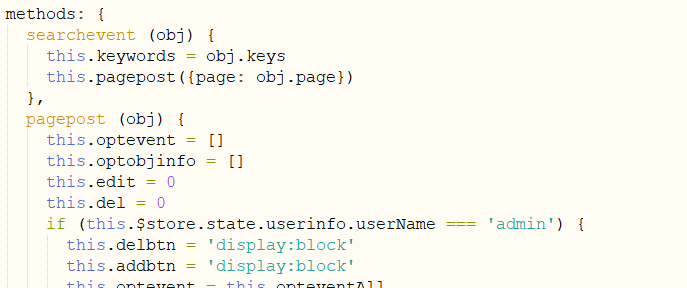 methods: {
searchevent (obj) {
this.keywords = obj.keys
this.pagepost({page: obj.page})
},
pagepost (obj) {
this.optevent = []
this.optobjinfo = []
this.edit = 0
this.del = 0
if (this.$store.state.userinfo.userName === 'admin') {
this.delbtn = 'display:block'
this.addbtn = 'display:block'
this.optevent = this.opteventAll